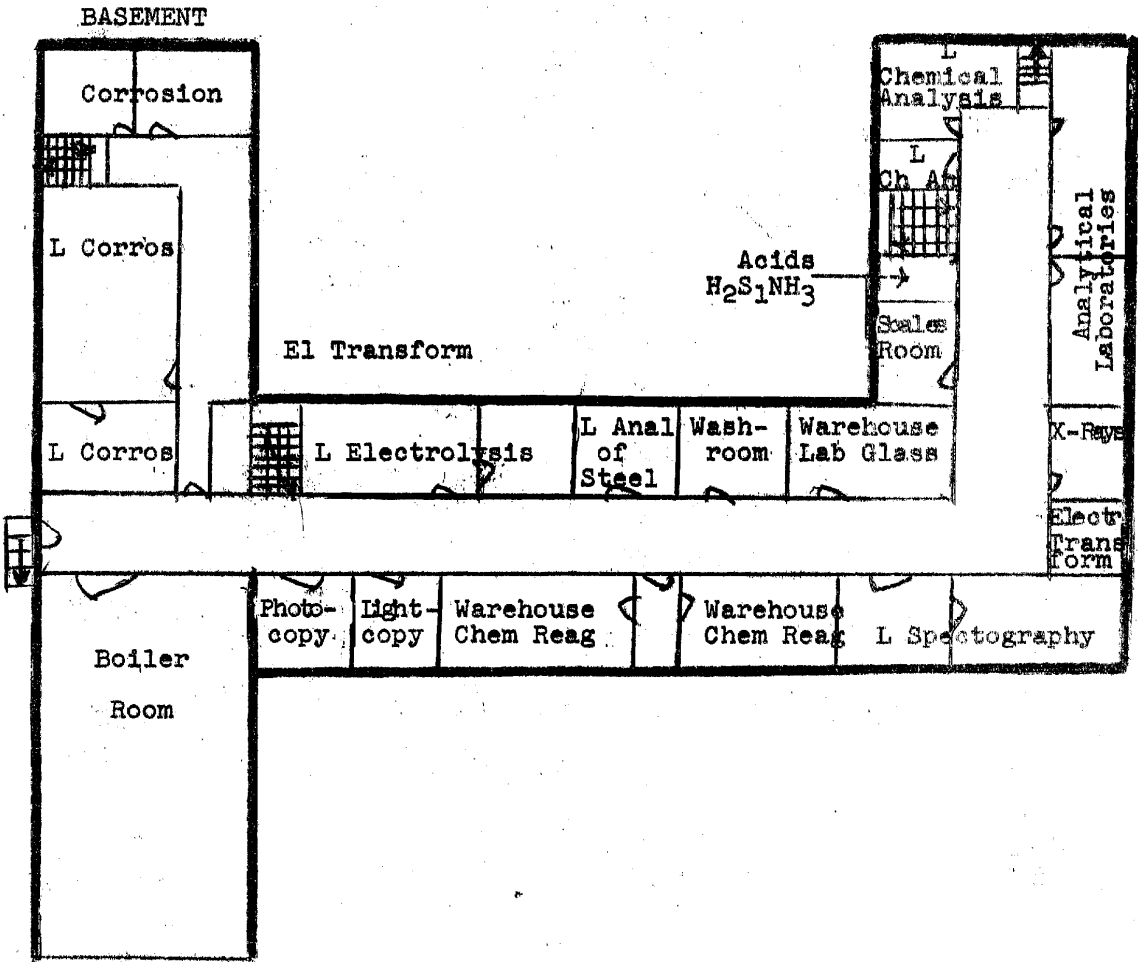 BASEMENT
Corrosion
L Corros
L Corros
El Transform
L Electrolysis
L Anal
of
Steel
Wash-
room
Warehouse
Lab Glass
L
Chemical
Analysis
L
Ch An
Acids
H2S1NH3
Scales
Room
Analytical
Laboratories
X-Rays
Electr
Trans
form
Boiler
Room
Photo-
copy
Light-
copy
Warehouse
Chem Reag
Warehouse
Chem Reag
L Spectography